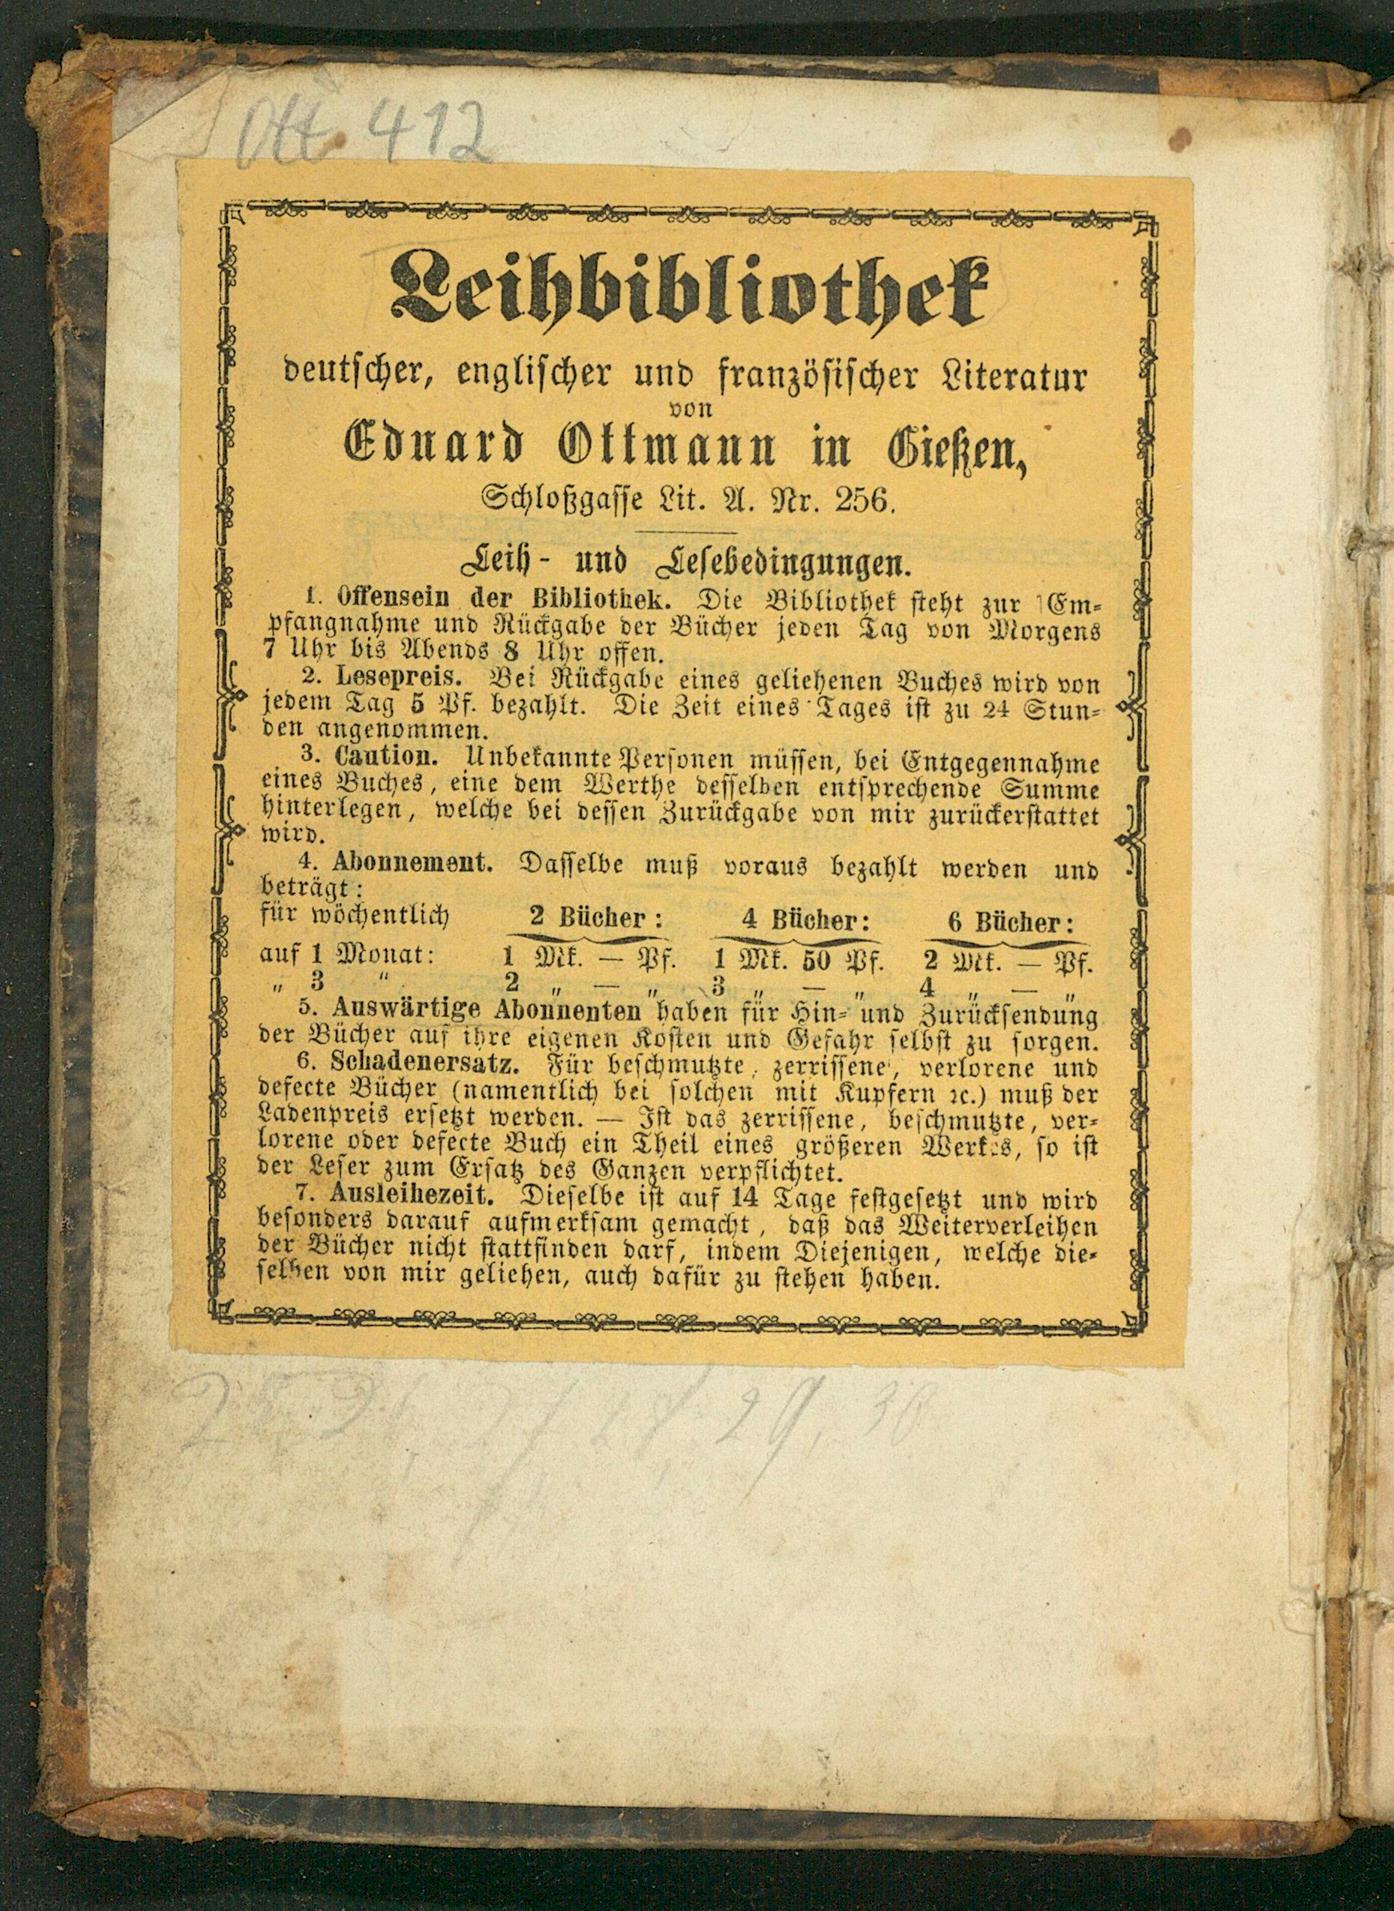 Ott 412
Leihbibliothek
deutscher, englischer und französischer Literatur
von
Eduard Ottmann in Gießen,
Schloßgasse Lit. A. Nr. 256.
Leih- und Lesebedingungen.
1. Offensein der Bibliothek. Die Bibliothek steht zur Em-
pfangnahme und Rückgabe der Bücher jeden Tag von Morgens
7 Uhr bis Abends 8 Uhr offen.
2. Lesepreis. Bei Rückgabe eines geliehenen Buches wird von
jedem Tag 5 Pf. bezahlt. Die Zeit eines Tages ist zu 24 Stun-
den angenommen.
3. Caution. Unbekannte Personen müssen, bei Entgegennahme
eines Buches, eine dem Werthe desselben entsprechende Summe
hinterlegen, welche bei dessen Zurückgabe von mir zurückerstattet
wird.
4. Abonnement. Dasselbe muß voraus bezahlt werden und
beträgt:
für wöchentlich 2 Bücher: 4 Bücher: 6 Bücher:
auf 1 Monat: 1 Mk. — Pf. 1 Mk. 50 Pf. 2 Mk. — Pf.
„ 3 " 2 „ — „ 3 „ — „ 4 „ — „
5. Auswärtige Abonnenten haben für Hin- und Zurücksendung
der Bücher auf ihre eigenen Kosten und Gefahr selbst zu sorgen.
6. Schadenersatz. Für beschmutzte, zerrissene, verlorene und
defecte Bücher (namentlich bei solchen mit Kupfern ꝛc.) muß der
Ladenpreis ersetzt werden. — Ist das zerrissene, beschmutzte, ver-
lorene oder defecte Buch ein Theil eines größeren Werkes, so ist
der Leser zum Ersatz des Ganzen verpflichtet.
7. Ausleihezeit. Dieselbe ist auf 14 Tage festgesetzt und wird
besonders darauf aufmerksam gemacht, daß das Weiterverleihen
der Bücher nicht stattfinden darf, indem Diejenigen, welche die-
selben von mir geliehen, auch dafür zu stehen haben.
29, 30